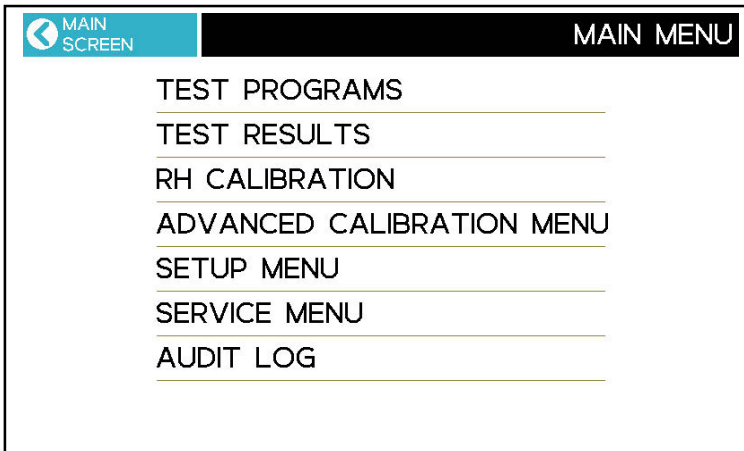 MAIN
SCREEN
MAIN MENU
TEST PROGRAMS
TEST RESULTS
RH CALIBRATION
ADVANCED CALIBRATION MENU
SETUP MENU
SERVICE MENU
AUDIT LOG